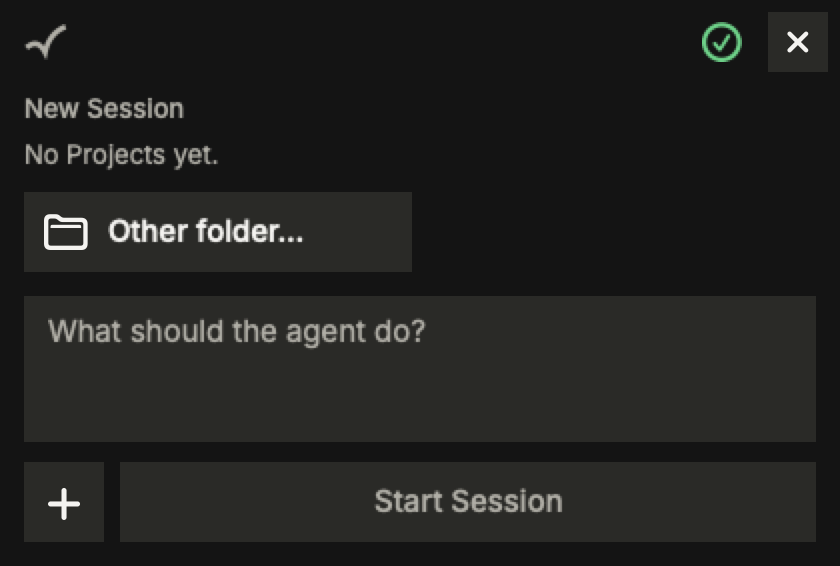 New Session
No Projects yet.
Other folder...
What should the agent do?
Start Session